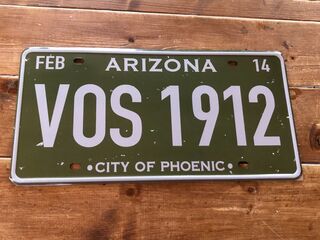 FEB ARIZONA 14
VOS 1912
•CITY OF PHOENIC•